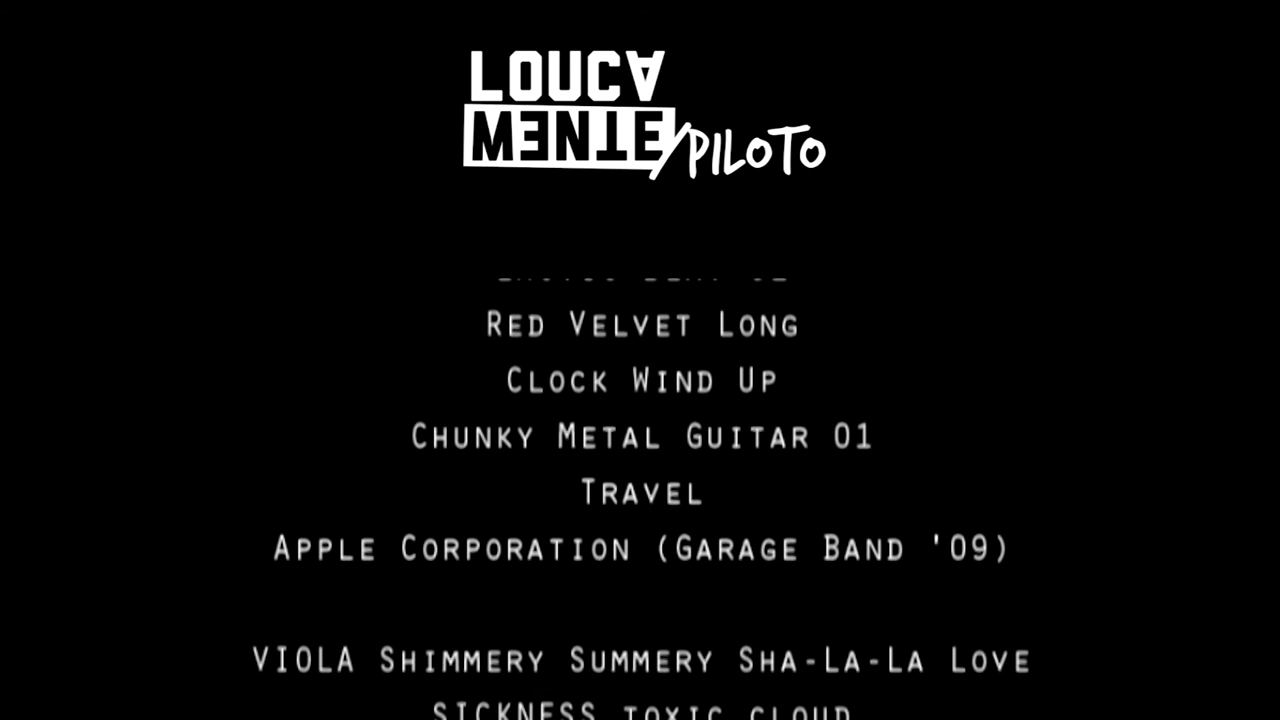 LOUCA
MENTE/PILOTO
RED VELVET LONG
CLOCK WIND UP
CHUNKY METAL GUITAR 01
TRAVEL
APPLE CORPORATION (GARAGE BAND '09)
VIOLA SHIMMERY SUMMERY SHA-LA-LA LOVE
SICKNESS TOXIC CLOUD